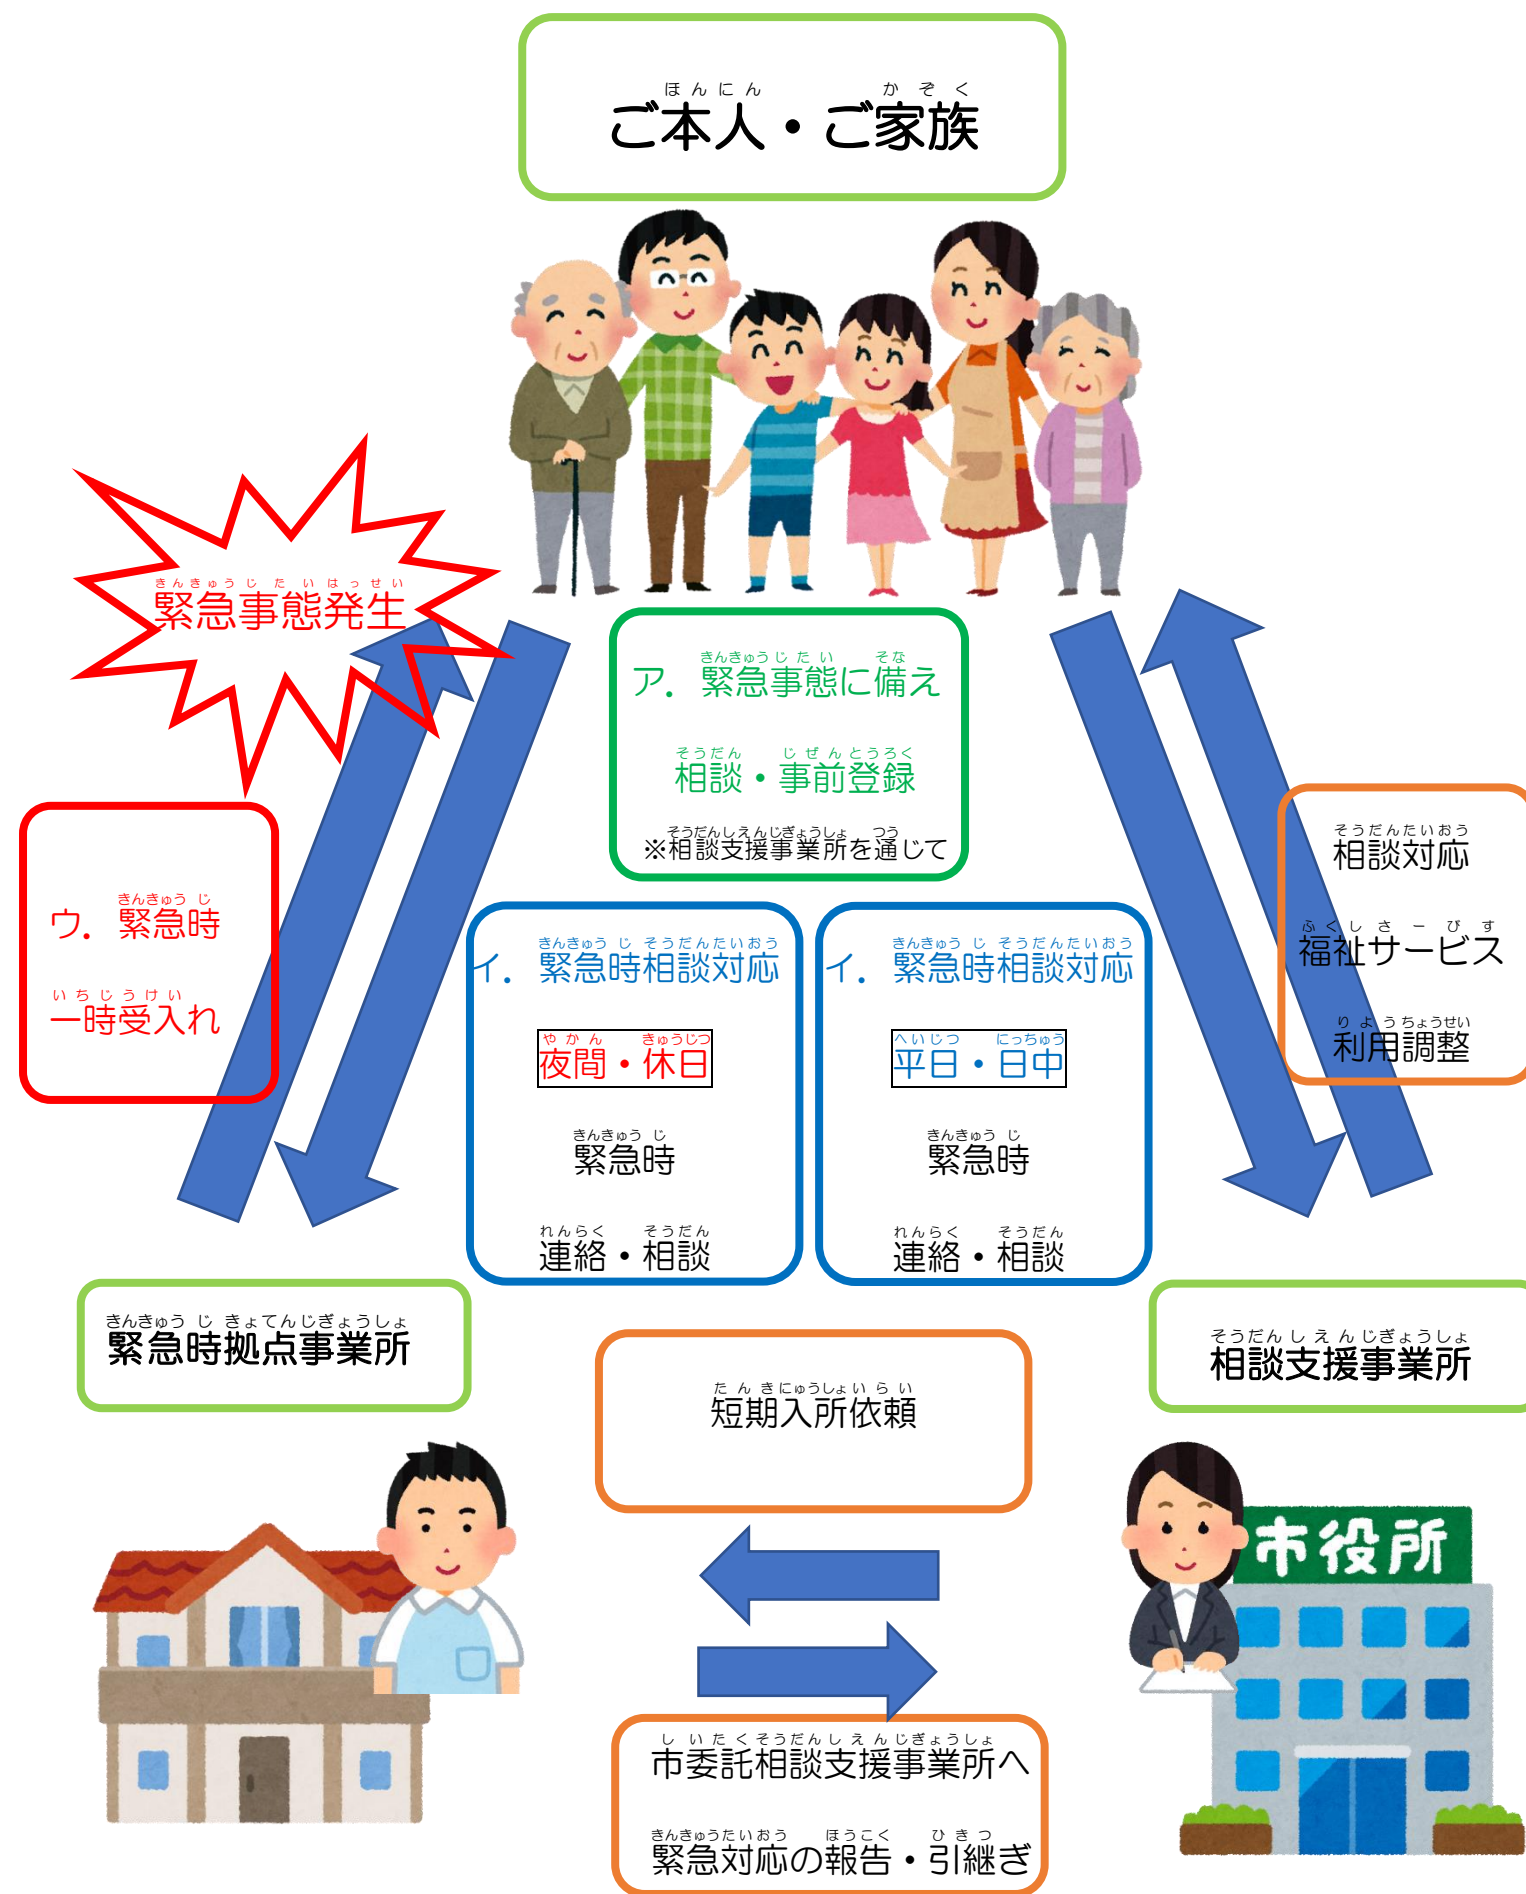 ほんにん かぞく
ご本人・ご家族
きんきゅうじたいはっせい
緊急事態発生
きんきゅうじたい そな
ア．緊急事態に備え
そうだん じぜんとうろく
相談・事前登録
そうだんしえんじぎょうしょ つう
※相談支援事業所を通じて
そうだんたいおう
相談対応
ふくしさーびす
福祉サービス
りようちょうせい
利用調整
きんきゅうじ
ウ．緊急時
いちじうけい
一時受入れ
きんきゅうじそうだんたいおう
イ．緊急時相談対応
やかん きゅうじつ
夜間・休日
きんきゅうじ
緊急時
れんらく そうだん
連絡・相談
きんきゅうじそうだんたいおう
イ．緊急時相談対応
へいじつ にっちゅう
平日・日中
きんきゅうじ
緊急時
れんらく そうだん
連絡・相談
きんきゅうじきょてんじぎょうしょ
緊急時拠点事業所
そうだんしえんじぎょうしょ
相談支援事業所
たんきにゅうしょいらい
短期入所依頼
市役所
しいたくそうだんしえんじぎょうしょ
市委託相談支援事業所へ
きんきゅうたいおう ほうこく ひきつ
緊急対応の報告・引継ぎ